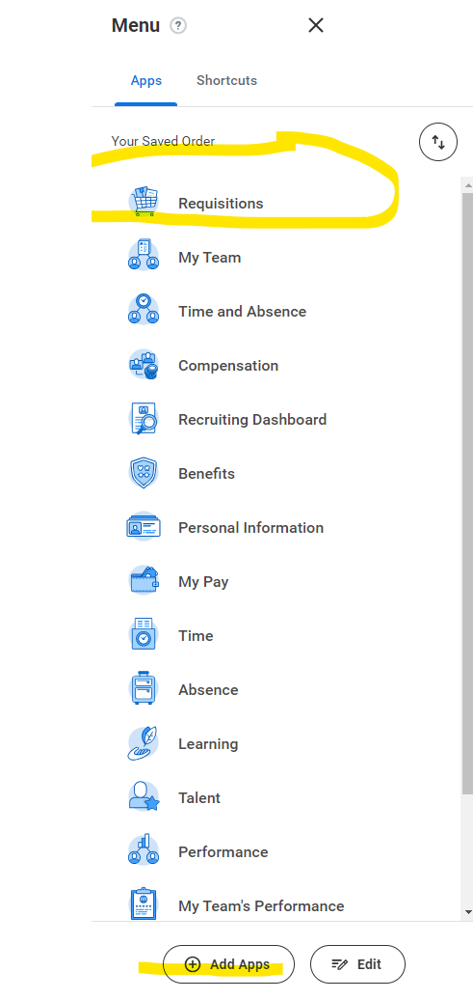 Menu ?
Apps Shortcuts
Your Saved Order
Requisitions
My Team
Time and Absence
Compensation
Recruiting Dashboard
Benefits
Personal Information
My Pay
Time
Absence
Learning
Talent
Performance
My Team's Performance
Add Apps Edit